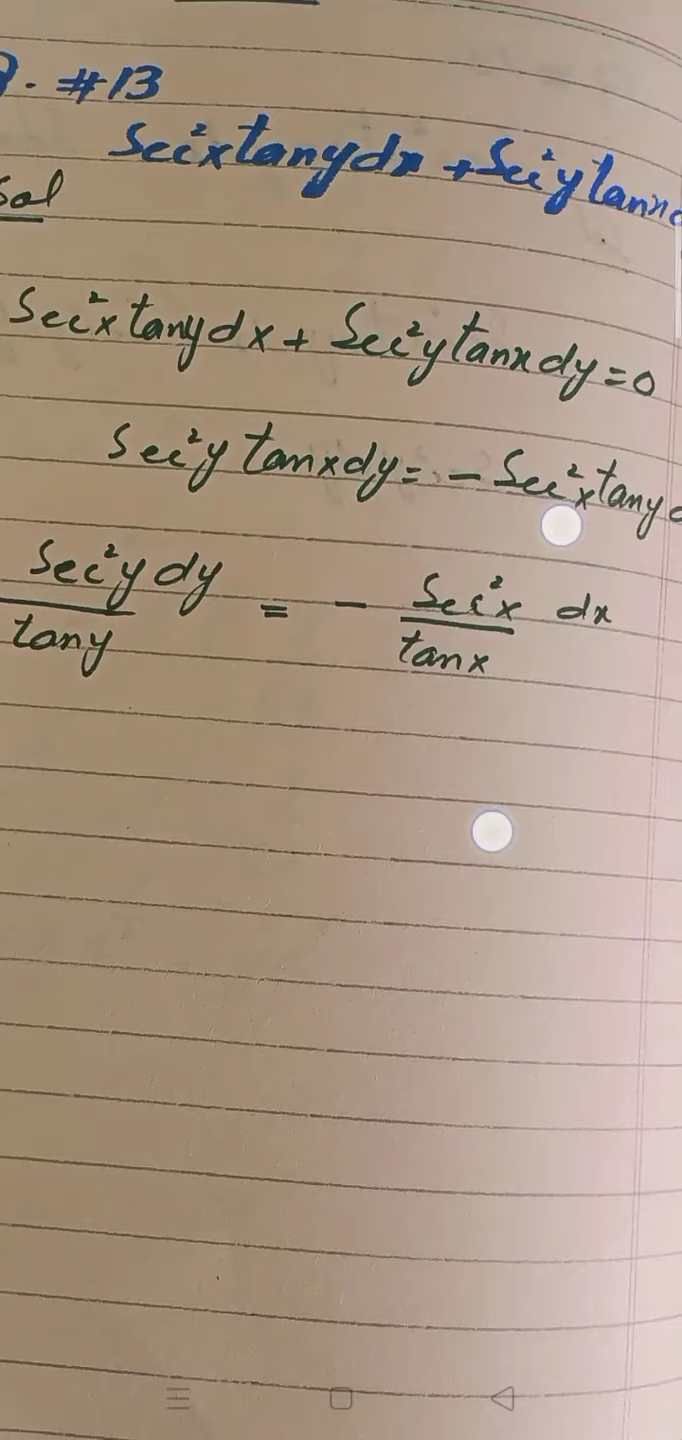 . #13
Sec²x tany dx + Sec²y tanx
Sol
Sec²x tany dx + Sec²y tanx dy = 0
Sec²y tanx dy = - Sec²x tany
Sec²y dy / tany = - Sec²x / tanx dx